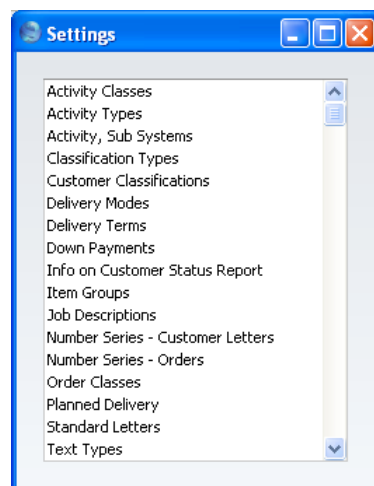 Settings
Activity Classes
Activity Types
Activity, Sub Systems
Classification Types
Customer Classifications
Delivery Modes
Delivery Terms
Down Payments
Info on Customer Status Report
Item Groups
Job Descriptions
Number Series - Customer Letters
Number Series - Orders
Order Classes
Planned Delivery
Standard Letters
Text Types